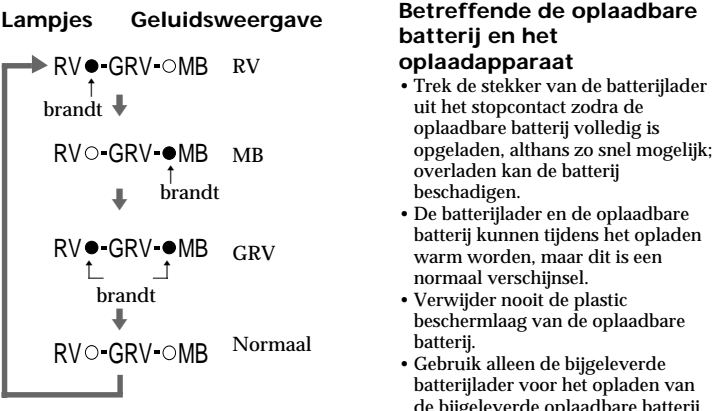 Lampjes Geluidsweergave
RV●-GRV-○MB RV
brandt
RV○-GRV-●MB MB
brandt
RV●-GRV-●MB GRV
brandt
RV○-GRV-○MB Normaal
Betreffende de oplaadbare
batterij en het
oplaadapparaat
• Trek de stekker van de batterijlader
uit het stopcontact zodra de
oplaadbare batterij volledig is
opgeladen, althans zo snel mogelijk;
overladen kan de batterij
beschadigen.
• De batterijlader en de oplaadbare
batterij kunnen tijdens het opladen
warm worden, maar dit is een
normaal verschijnsel.
• Verwijder nooit de plastic
beschermlaag van de oplaadbare
batterij.
• Gebruik alleen de bijgeleverde
batterijlader voor het opladen van
de bijgeleverde oplaadbare batterij